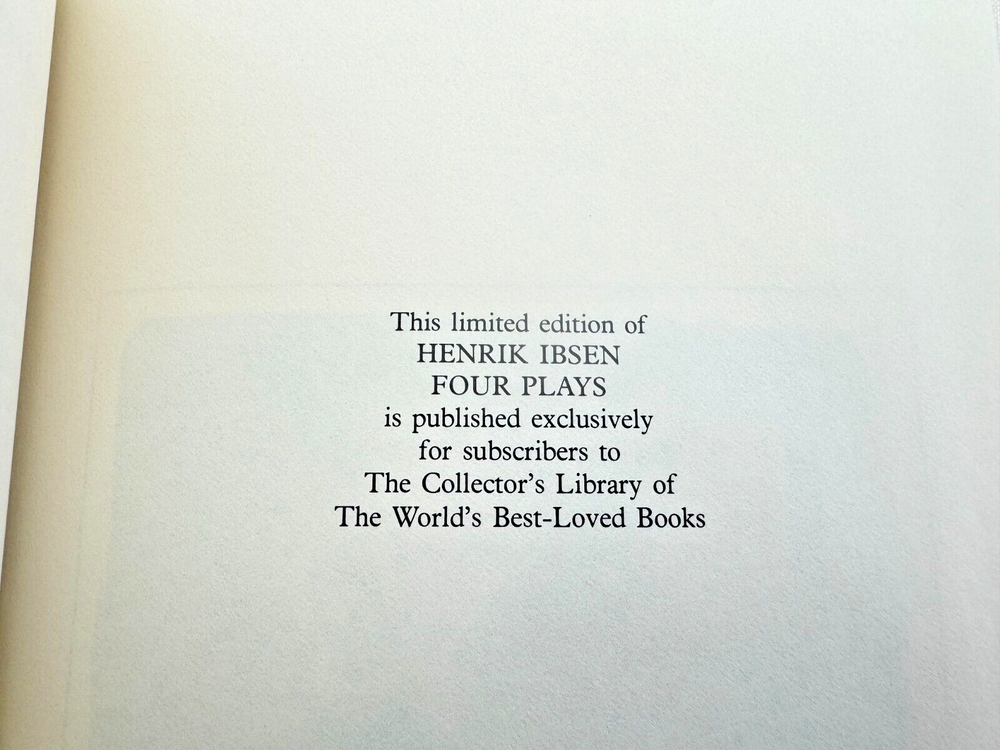 This limited edition of
HENRIK IBSEN
FOUR PLAYS
is published exclusively
for subscribers to
The Collector's Library of
The World's Best-Loved Books